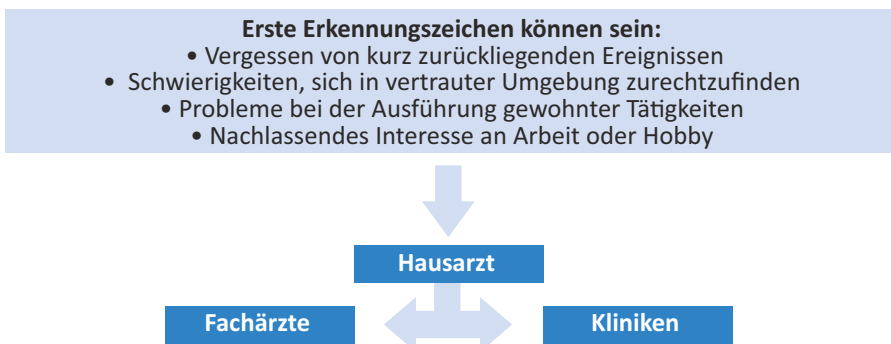 Erste Erkennungszeichen können sein:
• Vergessen von kurz zurückliegenden Ereignissen
• Schwierigkeiten, sich in vertrauter Umgebung zurechtzufinden
• Probleme bei der Ausführung gewohnter Tätigkeiten
• Nachlassendes Interesse an Arbeit oder Hobby
Hausarzt
Fachärzte
Kliniken